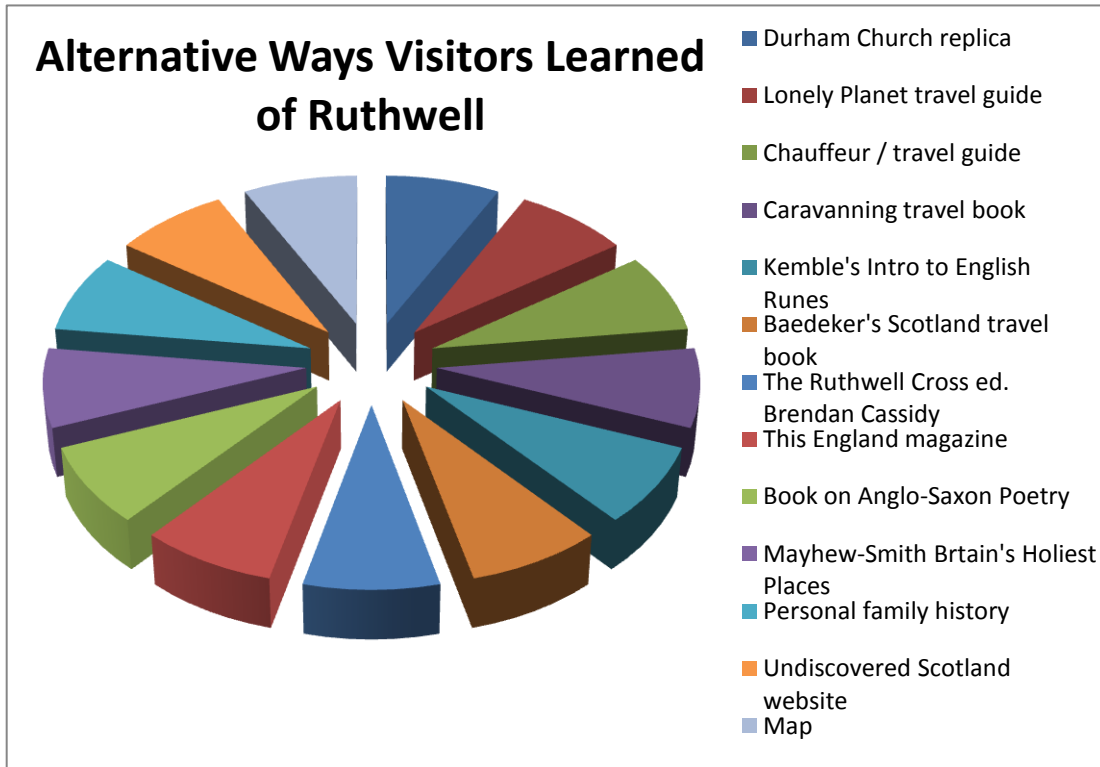 Alternative Ways Visitors Learned
of Ruthwell
Durham Church replica
Lonely Planet travel guide
Chauffeur / travel guide
Caravanning travel book
Kemble's Intro to English
Runes
Baedeker's Scotland travel
book
The Ruthwell Cross ed.
Brendan Cassidy
This England magazine
Book on Anglo-Saxon Poetry
Mayhew-Smith Brtain's Holiest
Places
Personal family history
Undiscovered Scotland
website
Map